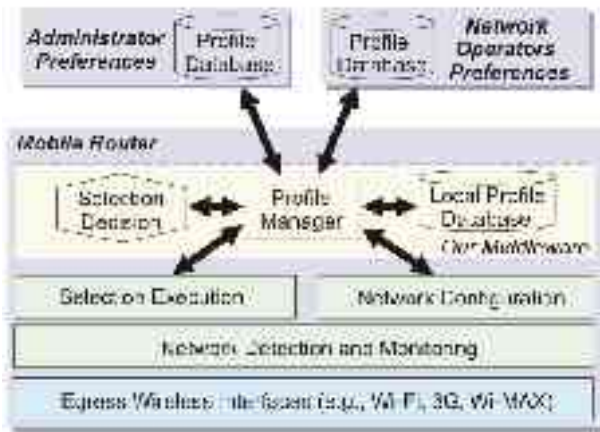 Administrator
Preferences
Profile
Database
Profile
Database
Network
Operators
Preferences
Mobile Router
Selection
Decision
Profile
Manager
Local Profile
Database
Our Middleware
Selection Execution
Network Configuration
Network Detection and Monitoring
Egress Wireless Interfaces (e.g., Wi-Fi, 3G, Wi-MAX)